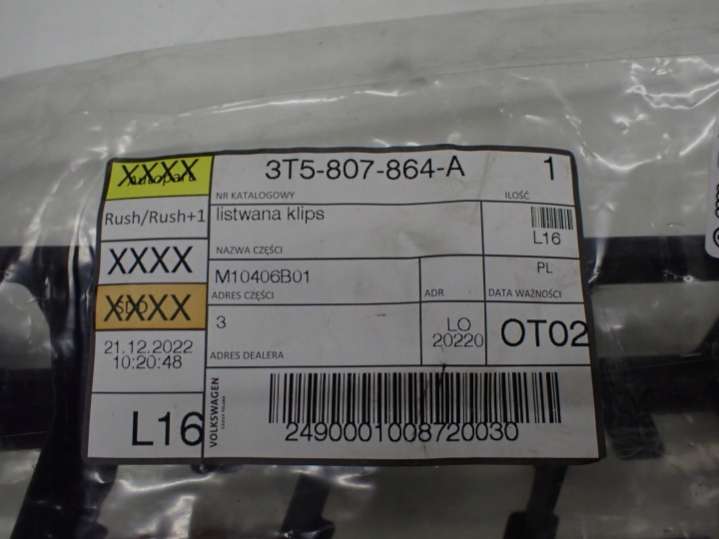 XXXX
3T5-807-864-A
1
NR KATALOGOWY
ILOŚĆ
Rush/Rush+1
listwana klips
L16
NAZWA CZĘŚCI
XXXX
M10406B01
PL
ADRES CZĘŚCI
ADR
DATA WAŻNOŚCI
XXXX
3
LO
20220
OT02
ADRES DEALERA
21.12.2022
10:20:48
L16
VOLKSWAGEN
2490001008720030